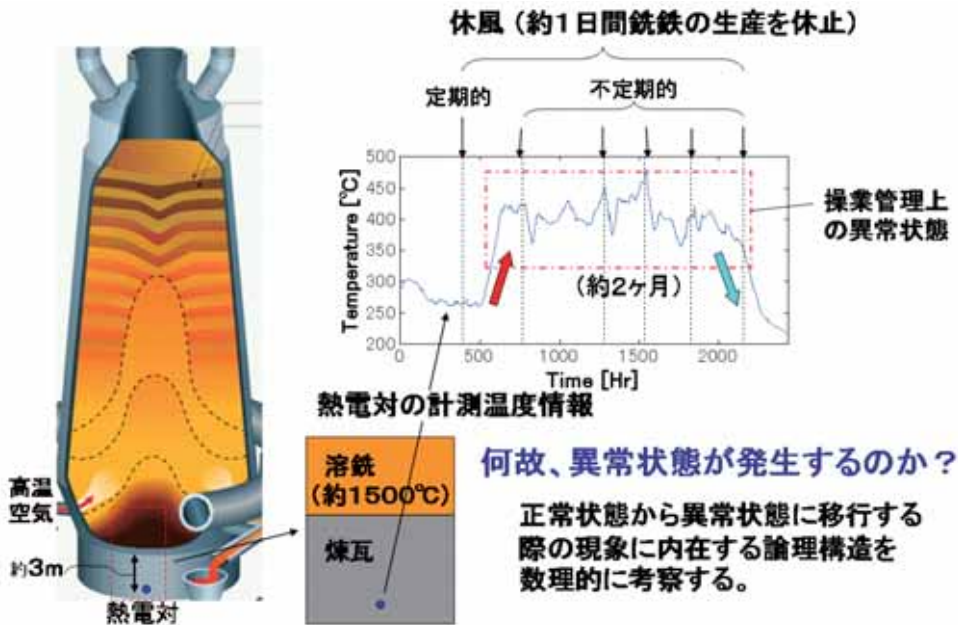 休風（約1日間銑鉄の生産を休止）
定期的
不定期的
500
450
400
350
300
250
200
Temperature [℃]
0
500
1000
1500
2000
Time [Hr]
（約2ヶ月）
操業管理上
の異常状態
熱電対の計測温度情報
溶銑
（約1500℃）
煉瓦
高温
空気
約3m
熱電対
何故、異常状態が発生するのか？
正常状態から異常状態に移行する
際の現象に内在する論理構造を
数理的に考察する。